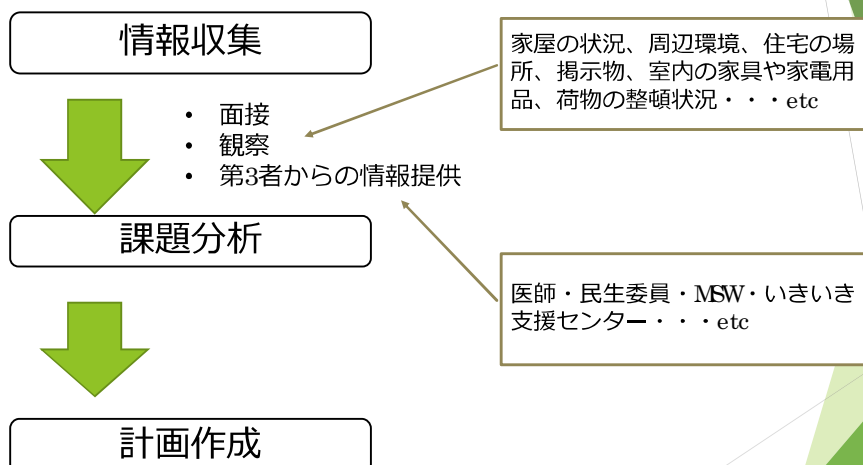 情報収集
家屋の状況、周辺環境、住宅の場
所、掲示物、室内の家具や家電用
品、荷物の整頓状況・・・etc
• 面接
• 観察
• 第3者からの情報提供
課題分析
医師・民生委員・MSW・いきいき
支援センター・・・etc
計画作成